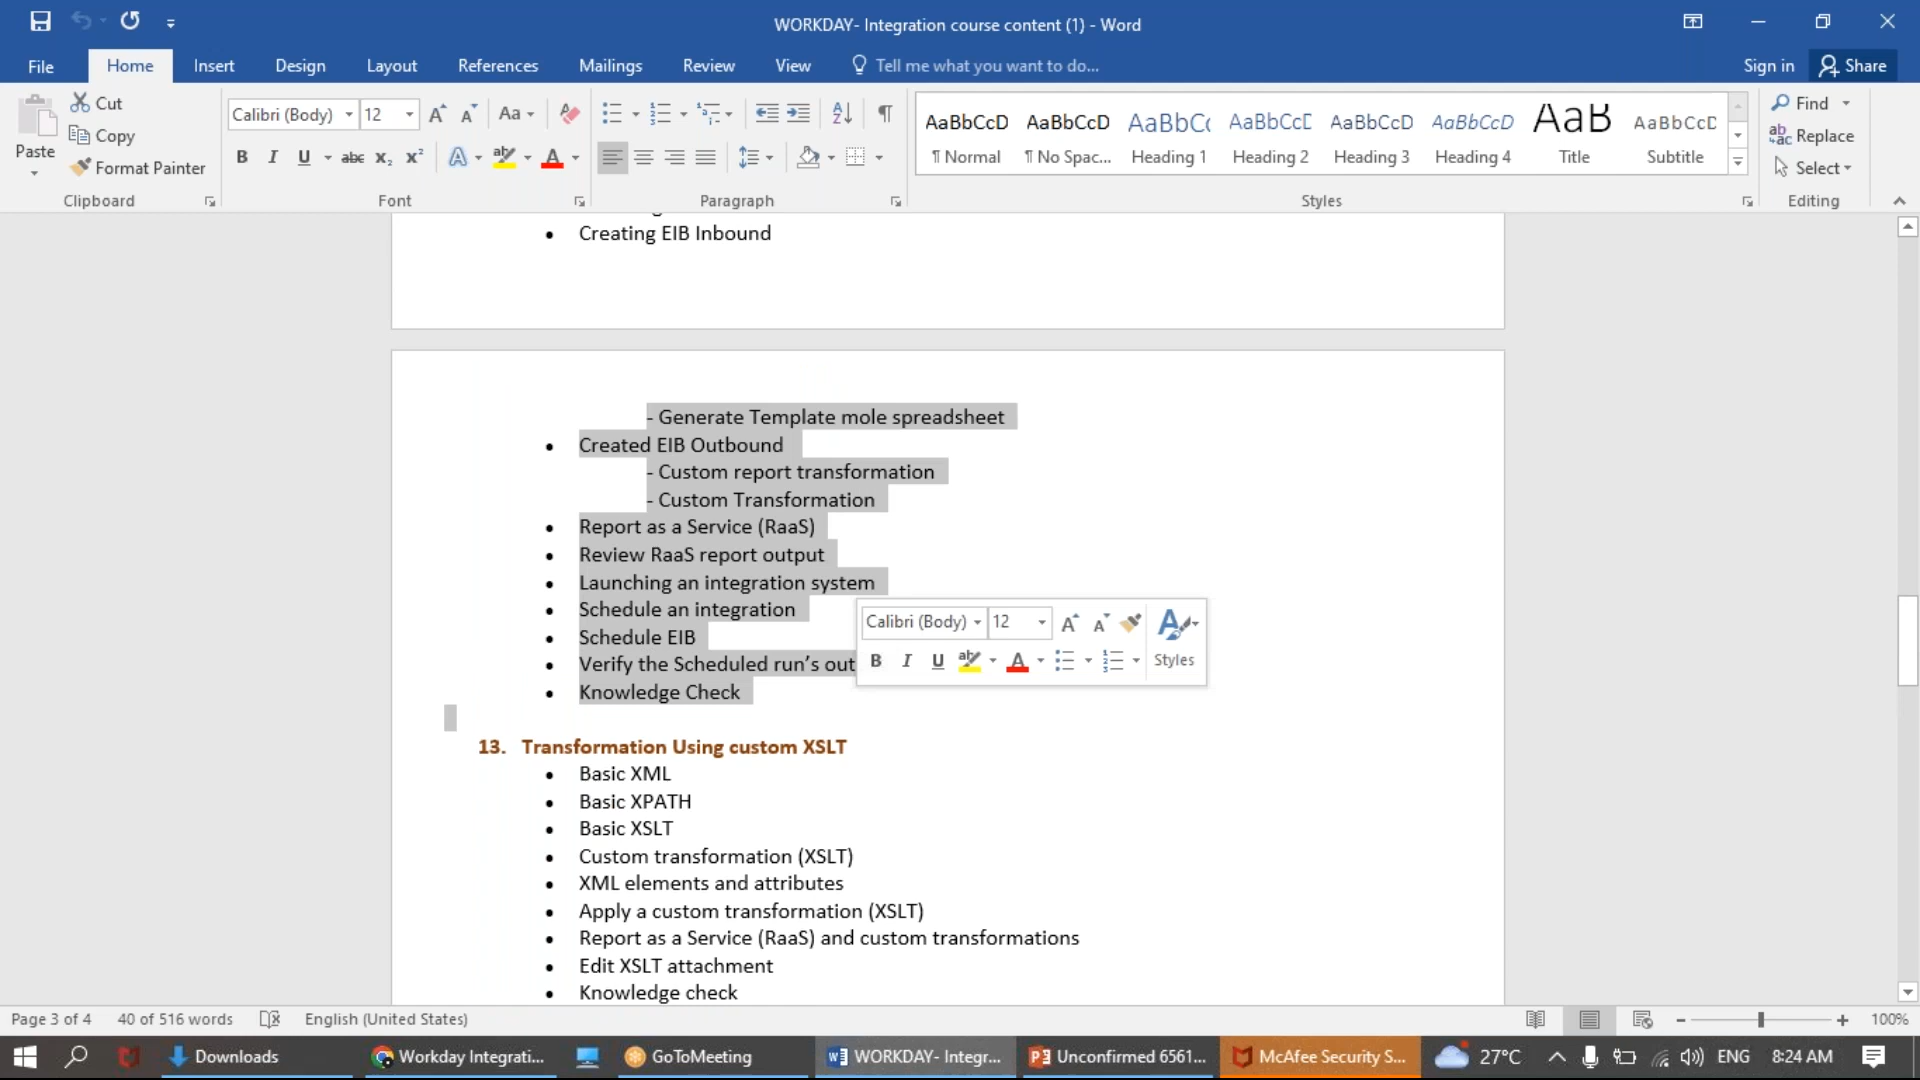 WORKDAY- Integration course content (1) - Word
File Home Insert Design Layout References Mailings Review View Tell me what you want to do... Sign in Share
Cut
Copy
Paste
Format Painter
Calibri (Body) 12
Clipboard Font Paragraph Styles Editing
AaBbCcD AaBbCcD AaBbC AaBbCcD AaBbCcD AaBbCcD AaB AaBbCcD
¶ Normal ¶ No Spac... Heading 1 Heading 2 Heading 3 Heading 4 Title Subtitle
Find
Replace
Select
• Creating EIB Inbound
- Generate Template mole spreadsheet
• Created EIB Outbound
- Custom report transformation
- Custom Transformation
• Report as a Service (RaaS)
• Review RaaS report output
• Launching an integration system
• Schedule an integration
• Schedule EIB
• Verify the Scheduled run’s out
• Knowledge Check
Calibri (Body) 12
B I U A Styles
13. Transformation Using custom XSLT
• Basic XML
• Basic XPATH
• Basic XSLT
• Custom transformation (XSLT)
• XML elements and attributes
• Apply a custom transformation (XSLT)
• Report as a Service (RaaS) and custom transformations
• Edit XSLT attachment
• Knowledge check
Page 3 of 4 40 of 516 words English (United States) 100%
Downloads Workday Integrati... GoToMeeting WORKDAY- Integr... Unconfirmed 6561... McAfee Security S... 27°C ENG 8:24 AM